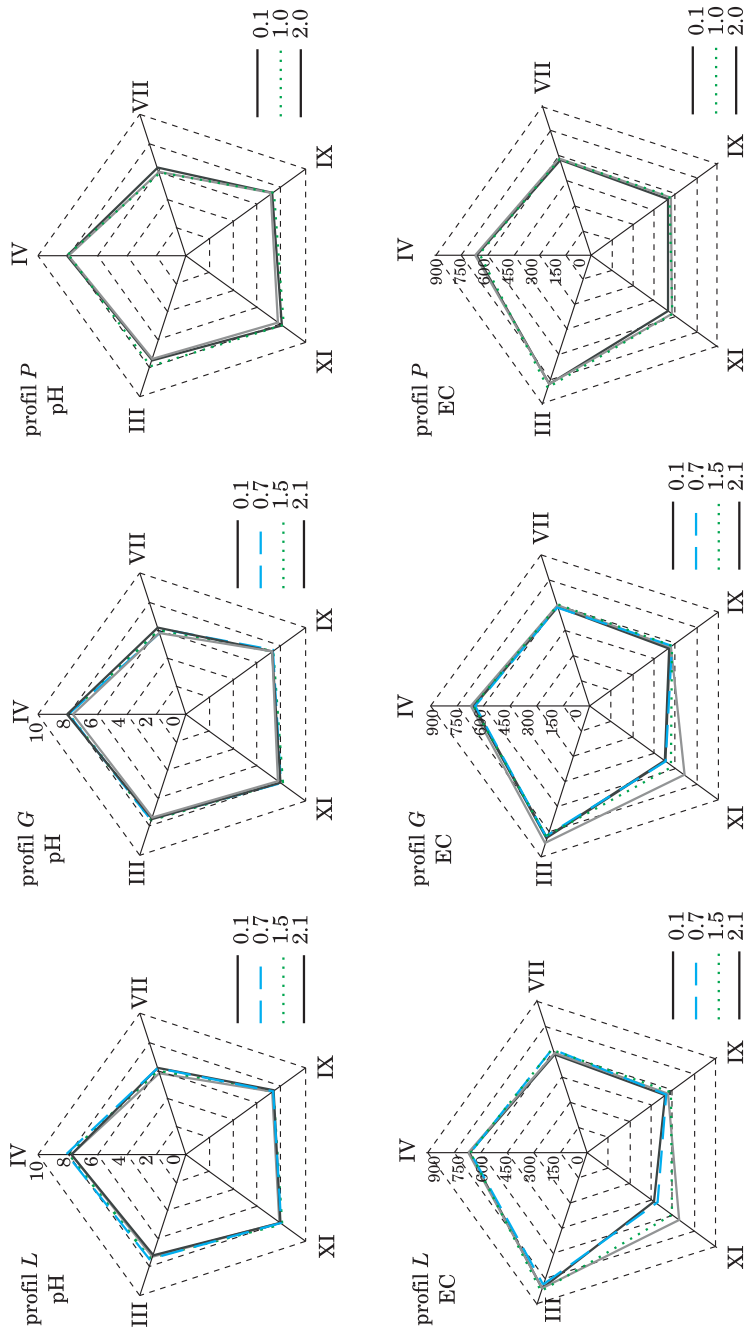 profil L
pH
IV
10
8
6
4
2
0
III
VII
XI
IX
0.1
0.7
1.5
2.1
profil G
pH
IV
10
8
6
4
2
0
III
VII
XI
IX
0.1
0.7
1.5
2.1
profil P
pH
IV
III
VII
XI
IX
0.1
1.0
2.0
profil L
EC
IV
900
750
600
450
300
150
0
III
VII
XI
IX
0.1
0.7
1.5
2.1
profil G
EC
IV
900
750
600
450
300
150
0
III
VII
XI
IX
0.1
0.7
1.5
2.1
profil P
EC
IV
900
750
600
450
300
150
0
III
VII
XI
IX
0.1
1.0
2.0